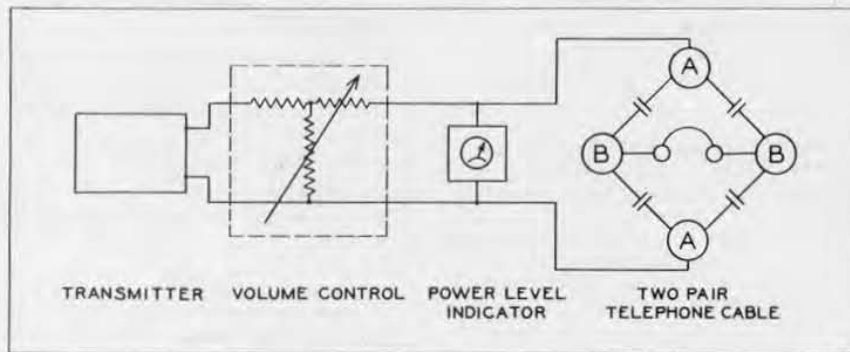 A
B
B
A
TRANSMITTER
VOLUME CONTROL
POWER LEVEL
INDICATOR
TWO PAIR
TELEPHONE CABLE